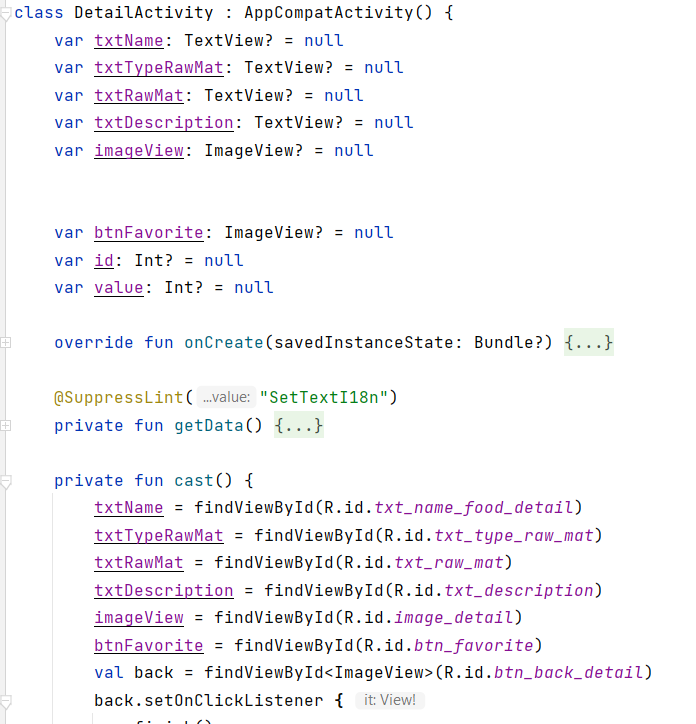 class DetailActivity : AppCompatActivity() {
var txtName: TextView? = null
var txtTypeRawMat: TextView? = null
var txtRawMat: TextView? = null
var txtDescription: TextView? = null
var imageView: ImageView? = null
var btnFavorite: ImageView? = null
var id: Int? = null
var value: Int? = null
override fun onCreate(savedInstanceState: Bundle?) {...}
@SuppressLint( ...value: "SetTextI18n")
private fun getData() {...}
private fun cast() {
txtName = findViewById(R.id.txt_name_food_detail)
txtTypeRawMat = findViewById(R.id.txt_type_raw_mat)
txtRawMat = findViewById(R.id.txt_raw_mat)
txtDescription = findViewById(R.id.txt_description)
imageView = findViewById(R.id.image_detail)
btnFavorite = findViewById(R.id.btn_favorite)
val back = findViewById<ImageView>(R.id.btn_back_detail)
back.setOnClickListener { it: View!